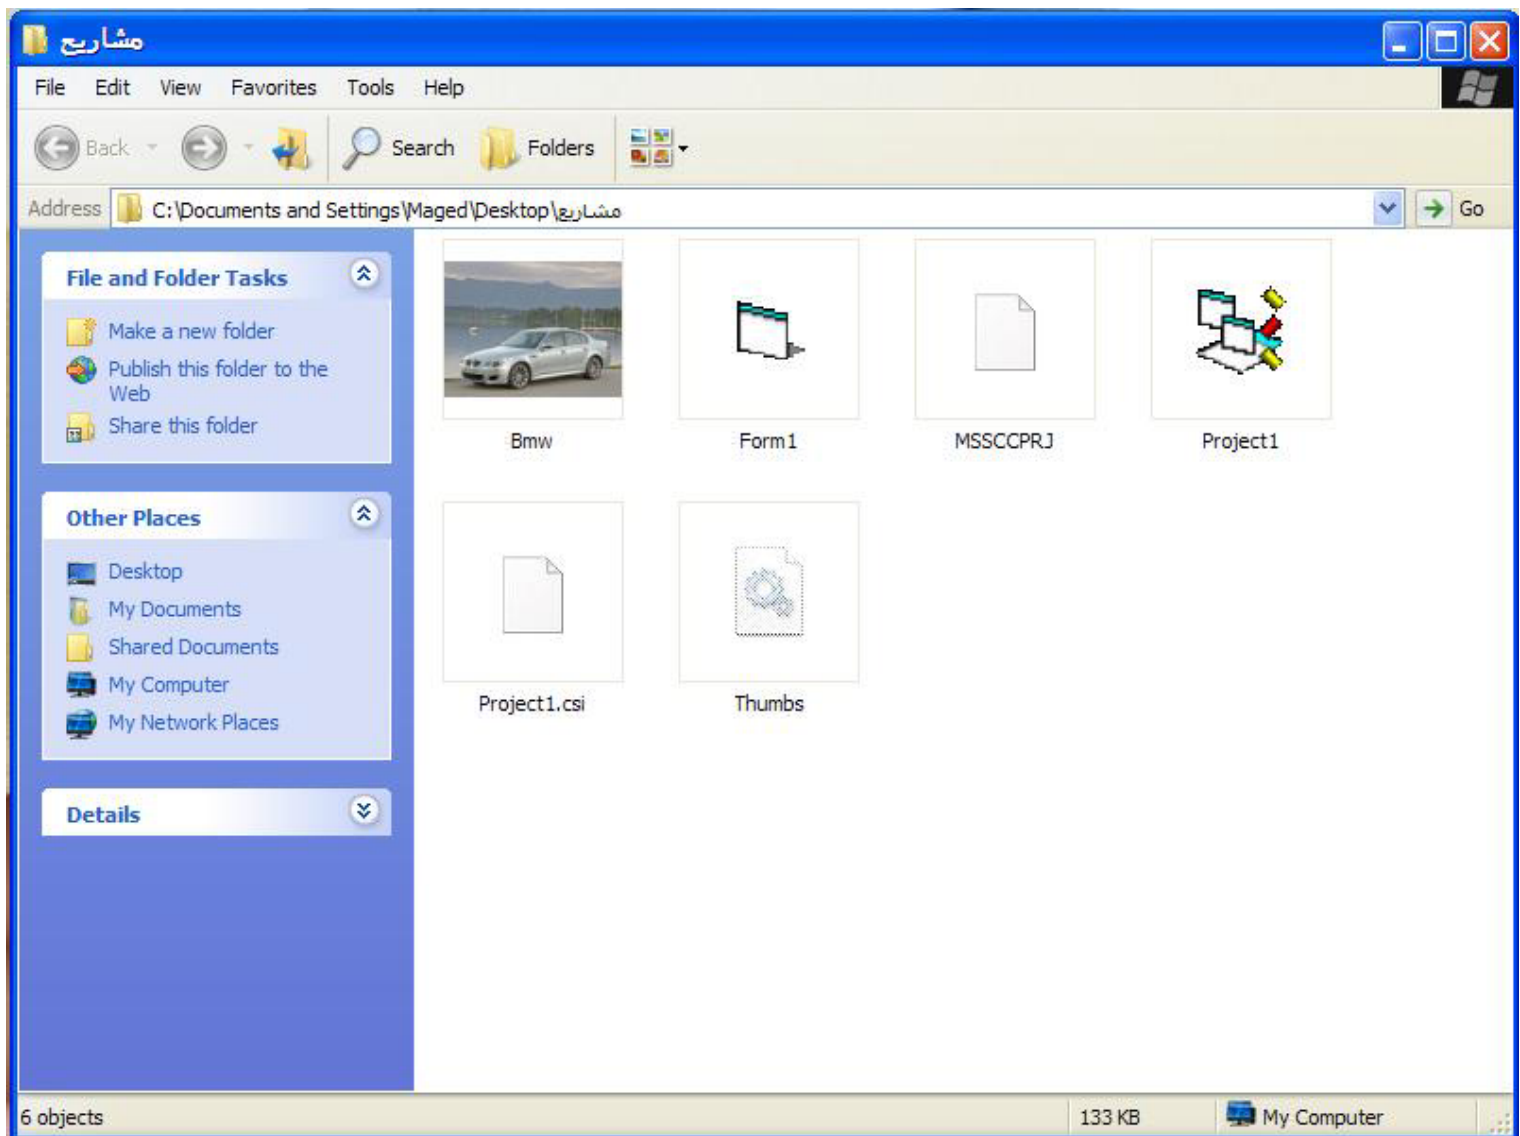 مشاريع
File Edit View Favorites Tools Help
Back Search Folders
Address C:\Documents and Settings\Maged\Desktop\مشاريع Go
File and Folder Tasks
Make a new folder
Publish this folder to the
Web
Share this folder
Other Places
Desktop
My Documents
Shared Documents
My Computer
My Network Places
Details
Bmw Form1 MSSCCPRJ Project1
Project1.csi Thumbs
6 objects 133 KB My Computer